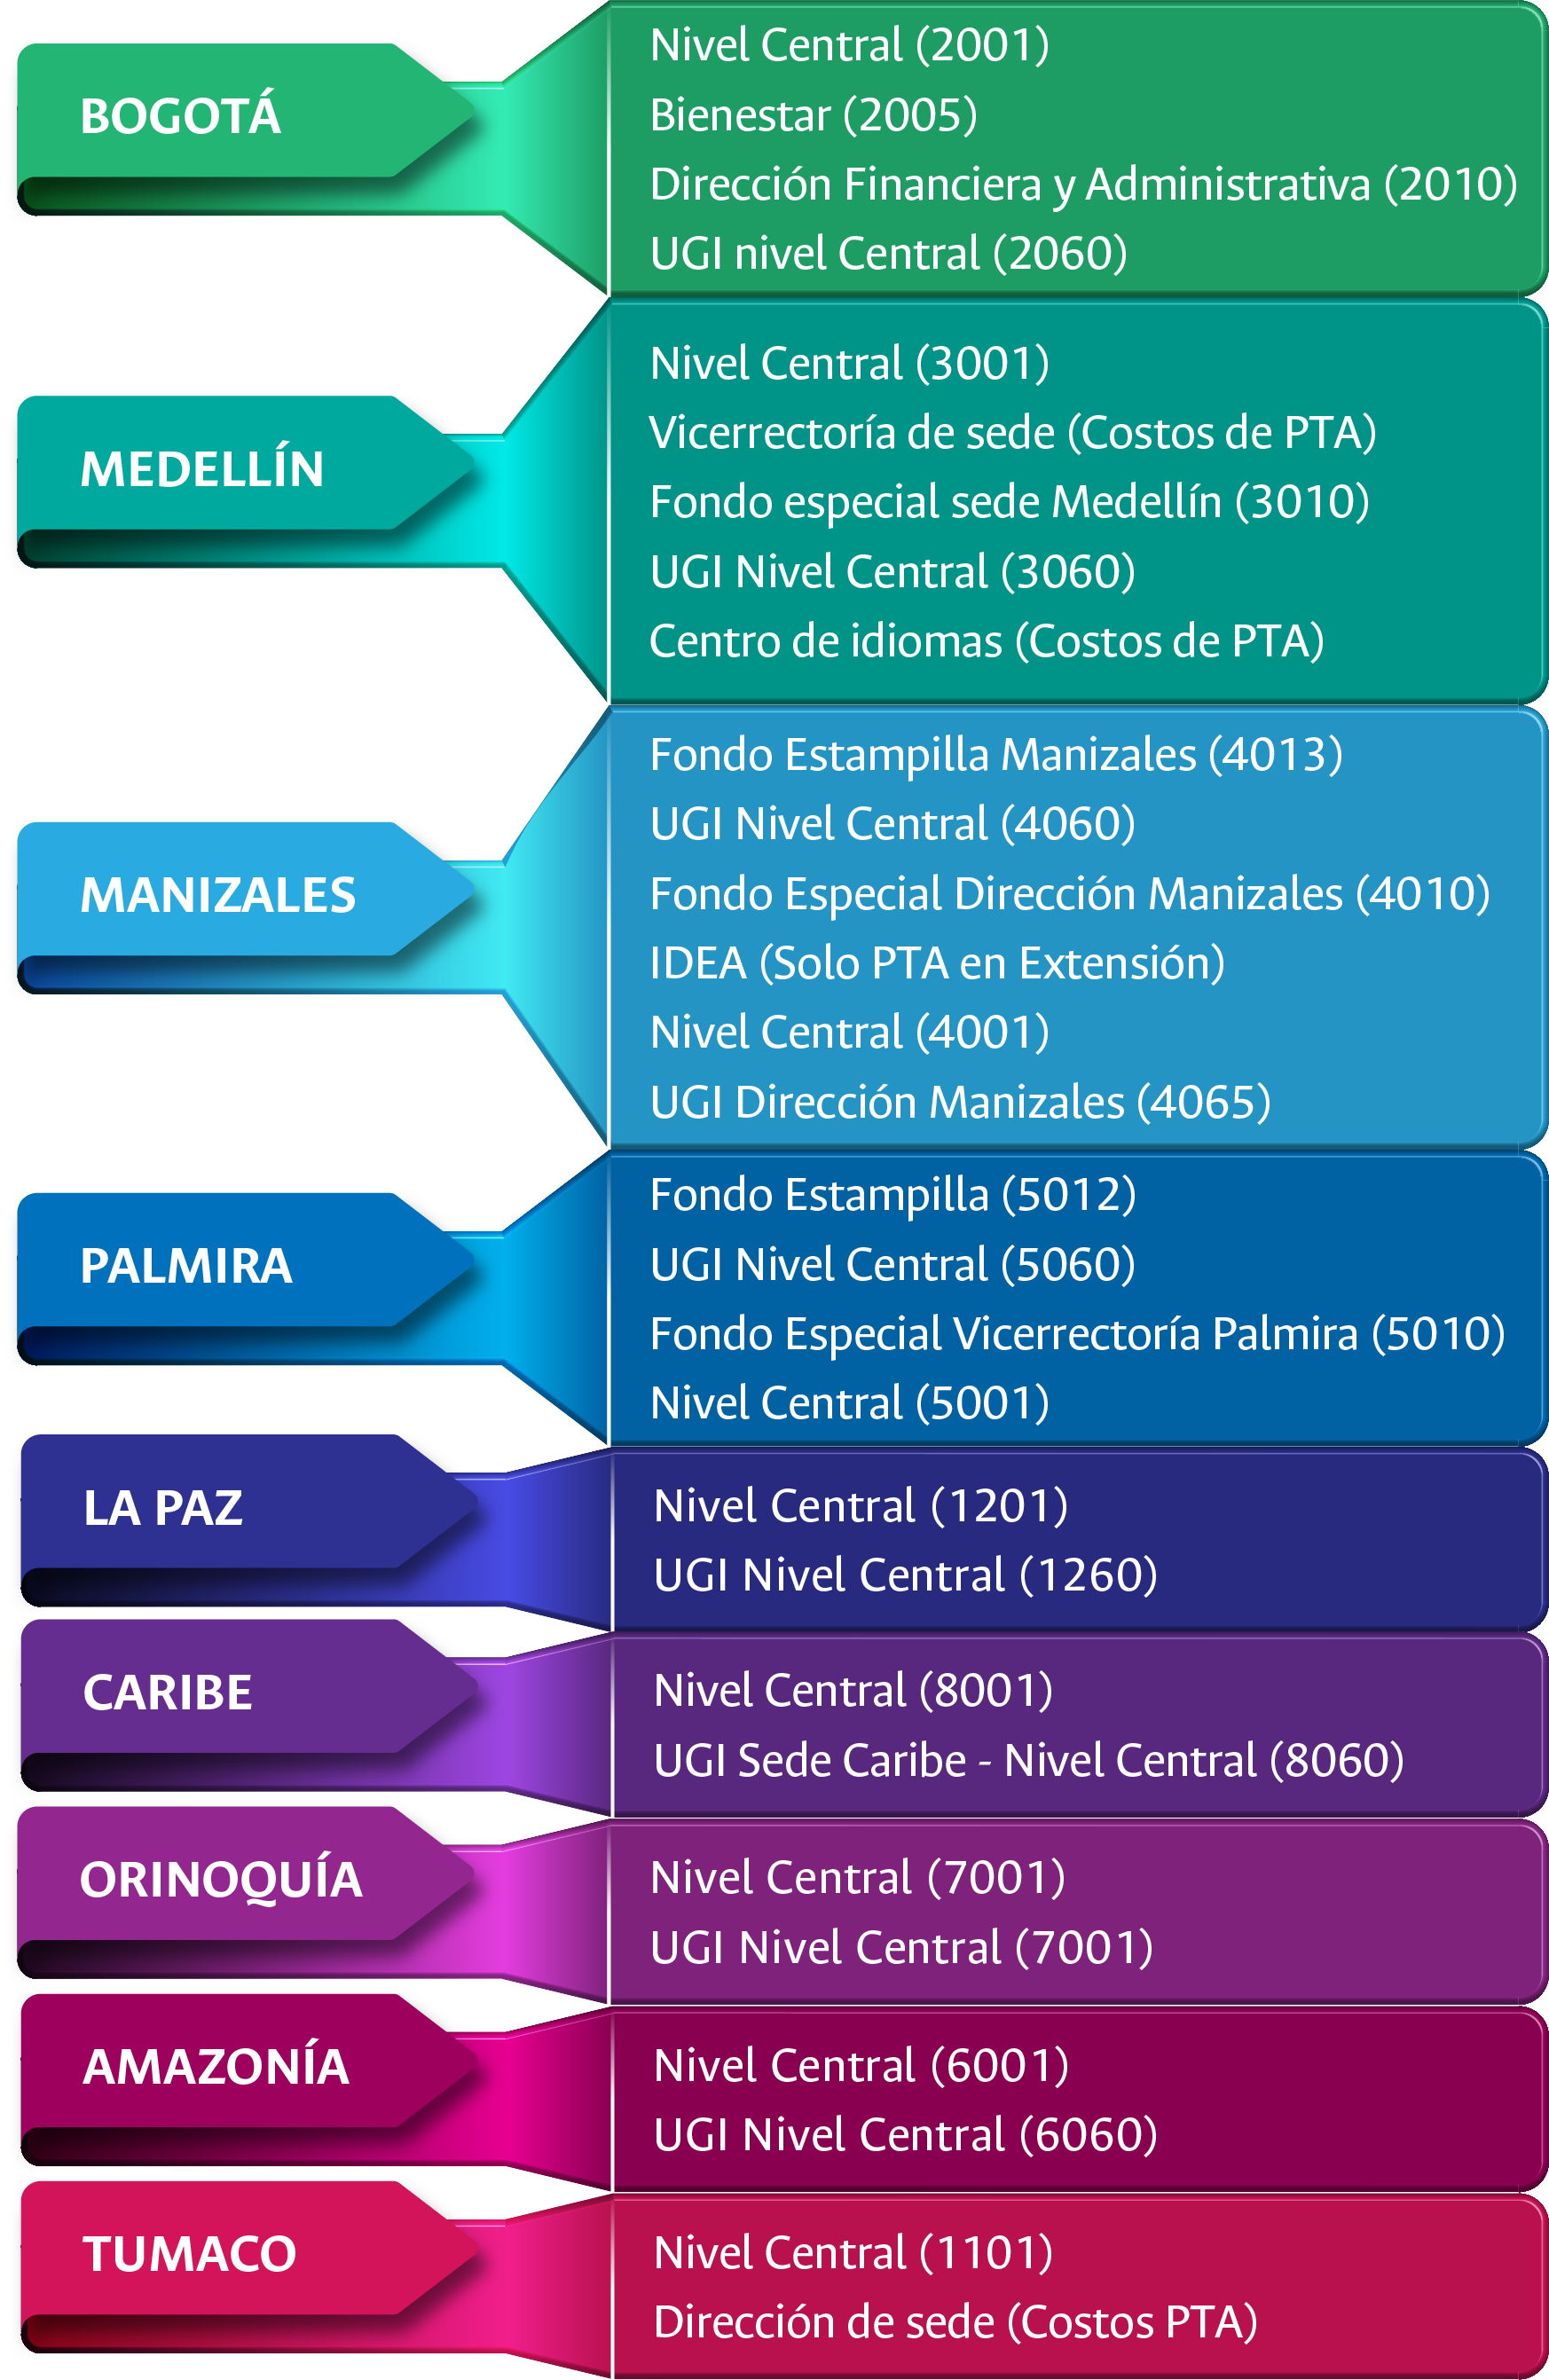 BOGOTÁ
Nivel Central (2001)
Bienestar (2005)
Dirección Financiera y Administrativa (2010)
UGI nivel Central (2060)
MEDELLÍN
Nivel Central (3001)
Vicerrectoría de sede (Costos de PTA)
Fondo especial sede Medellín (3010)
UGI Nivel Central (3060)
Centro de idiomas (Costos de PTA)
MANIZALES
Fondo Estampilla Manizales (4013)
UGI Nivel Central (4060)
Fondo Especial Dirección Manizales (4010)
IDEA (Solo PTA en Extensión)
Nivel Central (4001)
UGI Dirección Manizales (4065)
PALMIRA
Fondo Estampilla (5012)
UGI Nivel Central (5060)
Fondo Especial Vicerrectoría Palmira (5010)
Nivel Central (5001)
LA PAZ
Nivel Central (1201)
UGI Nivel Central (1260)
CARIBE
Nivel Central (8001)
UGI Sede Caribe - Nivel Central (8060)
ORINOQUÍA
Nivel Central (7001)
UGI Nivel Central (7001)
AMAZONÍA
Nivel Central (6001)
UGI Nivel Central (6060)
TUMACO
Nivel Central (1101)
Dirección de sede (Costos PTA)